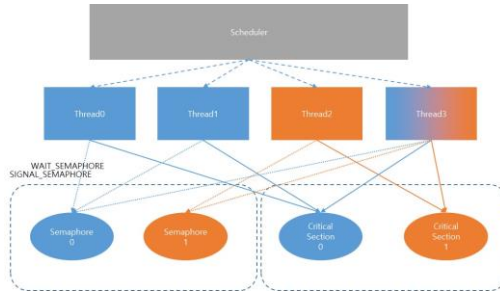 Scheduler
Thread0
Thread1
Thread2
Thread3
WAIT_SEMAPHORE
SIGNAL_SEMAPHORE
Semaphore
0
Semaphore
1
Critical
Section
0
Critical
Section
1